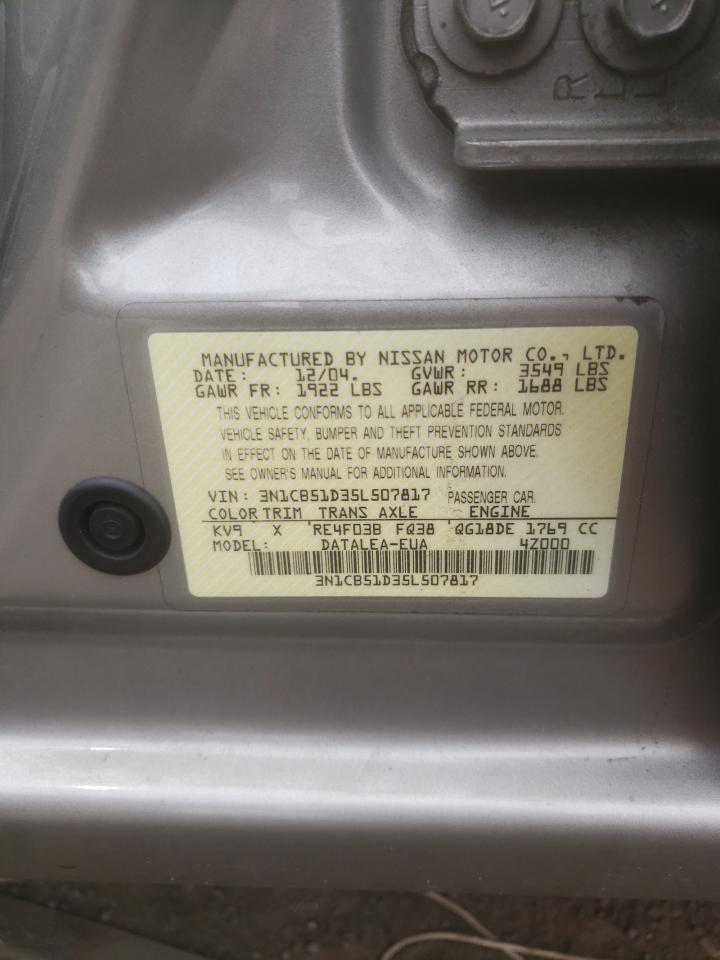 R L
MANUFACTURED BY NISSAN MOTOR CO., LTD.
DATE: 12/04. GVWR: 3549 LBS
GAWR FR: 1922 LBS GAWR RR: 1688 LBS
THIS VEHICLE CONFORMS TO ALL APPLICABLE FEDERAL MOTOR.
VEHICLE SAFETY, BUMPER AND THEFT PREVENTION STANDARDS
IN EFFECT ON THE DATE OF MANUFACTURE SHOWN ABOVE.
SEE OWNER'S MANUAL FOR ADDITIONAL INFORMATION.
VIN: 3N1CB51D35L507817 PASSENGER CAR.
COLOR TRIM TRANS AXLE ENGINE
KV9 X 'RE4F03B FQ38 'QG18DE 1769 CC
MODEL: DATALEA-EUA 4Z000
3N1CB51D35L507817